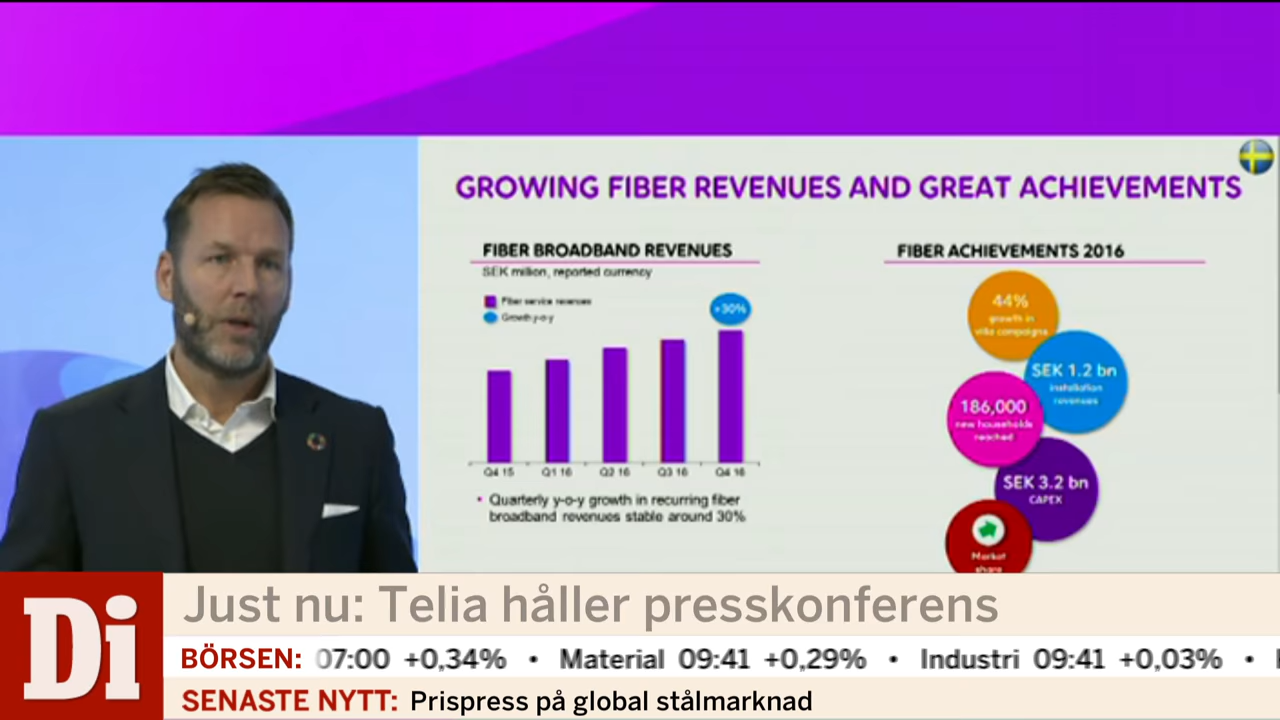 GROWING FIBER REVENUES AND GREAT ACHIEVEMENTS
FIBER BROADBAND REVENUES
SEK million, reported currency
Fiber service revenues
Growth y-o-y
+30%
Q4 15 Q1 16 Q2 16 Q3 16 Q4 16
• Quarterly y-o-y growth in recurring fiber
broadband revenues stable around 30%
FIBER ACHIEVEMENTS 2016
44%
growth in
villa campaigns
SEK 1.2 bn
installation
revenues
186,000
new households
reached
SEK 3.2 bn
CAPEX
Market
share
Di
Just nu: Telia håller presskonferens
BÖRSEN: 07:00 +0,34% • Material 09:41 +0,29% • Industri 09:41 +0,03% •
SENASTE NYTT: Prispress på global stålmarknad